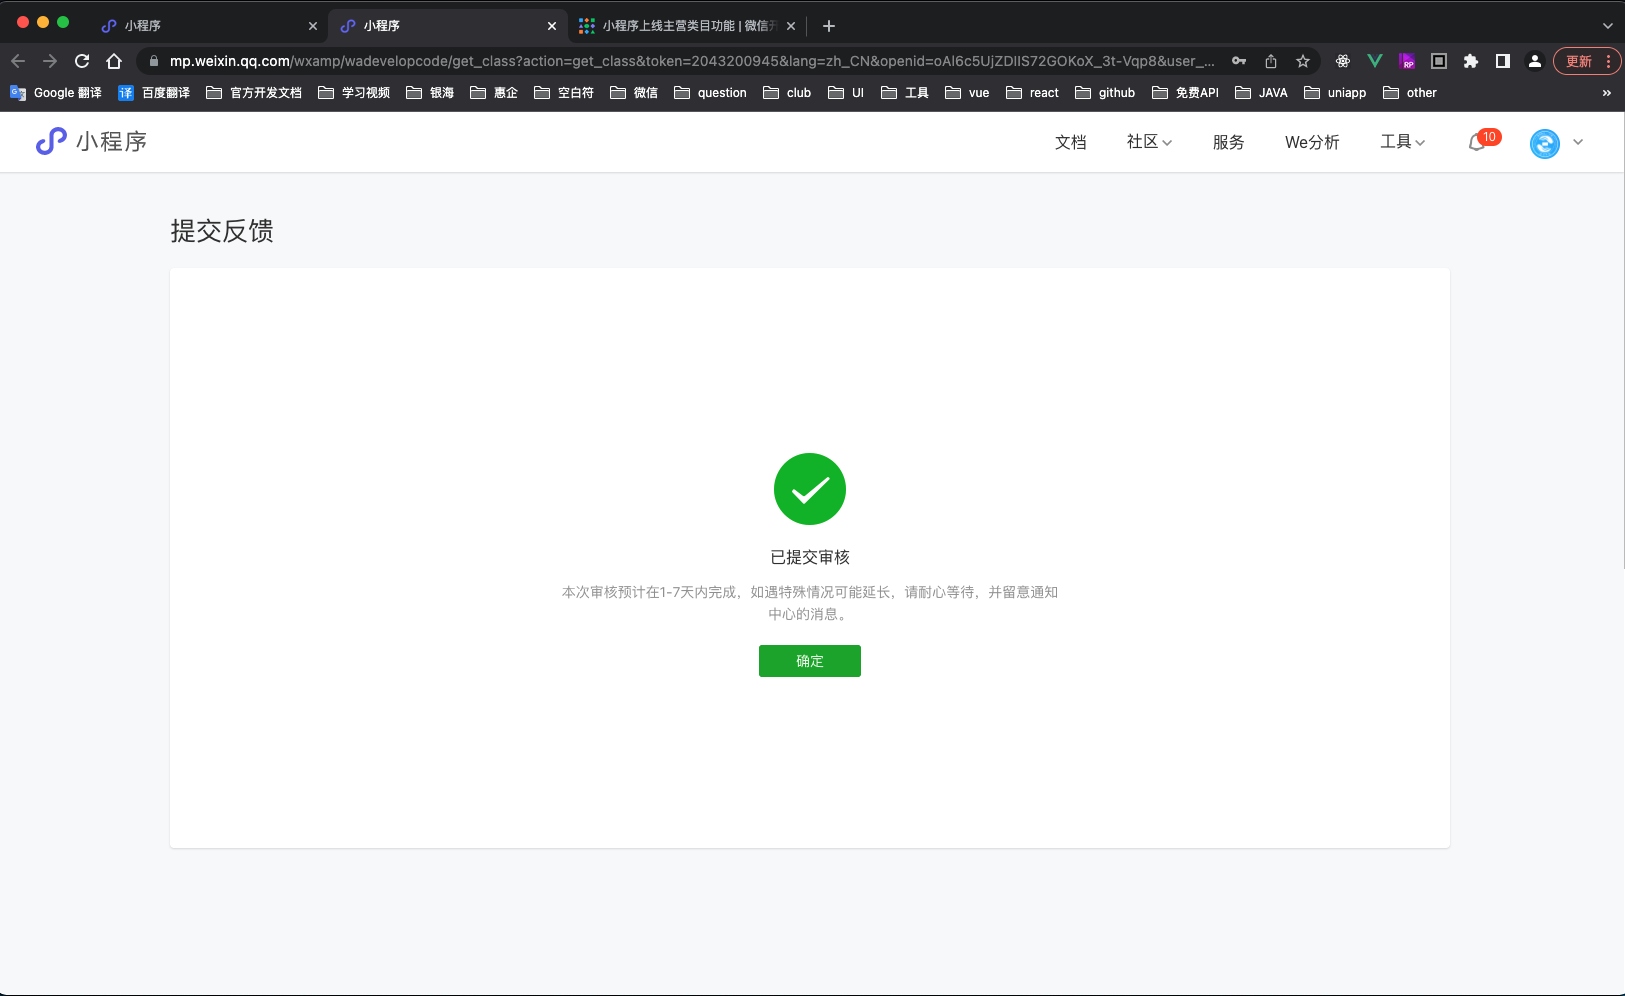 小程序
小程序
小程序上线主营类目功能 | 微信开
mp.weixin.qq.com/wxamp/wadevelopcode/get_class?action=get_class&token=2043200945&lang=zh_CN&openid=oAl6c5UjZDIIS72GOKoX_3t-Vqp8&user_...
更新
Google 翻译 百度翻译 官方开发文档 学习视频 银海 惠企 空白符 微信 question club UI 工具 vue react github 免费API JAVA uniapp other
小程序
文档 社区 服务 We分析 工具 10
提交反馈
已提交审核
本次审核预计在1-7天内完成，如遇特殊情况可能延长，请耐心等待，并留意通知
中心的消息。
确定